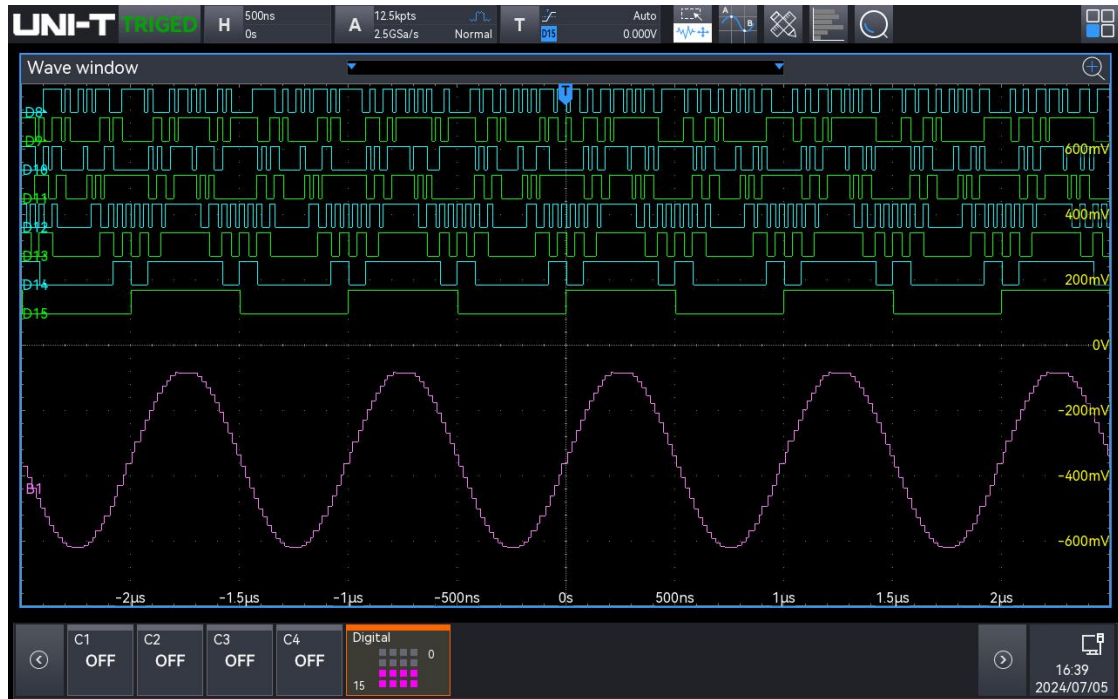 UNI-T TRIGED H 500ns 0s A 12.5kpts 2.5GSa/s Normal T D15 Auto 0.000V A B
Wave window
T
D8
D9
600mV
D10
D11
D12
400mV
D13
D14
200mV
D15
0V
-200mV
-400mV
B1
-600mV
-2µs -1.5µs -1µs -500ns 0s 500ns 1µs 1.5µs 2µs
C1 C2 C3 C4 Digital
OFF OFF OFF OFF 0
15
16:39
2024/07/05